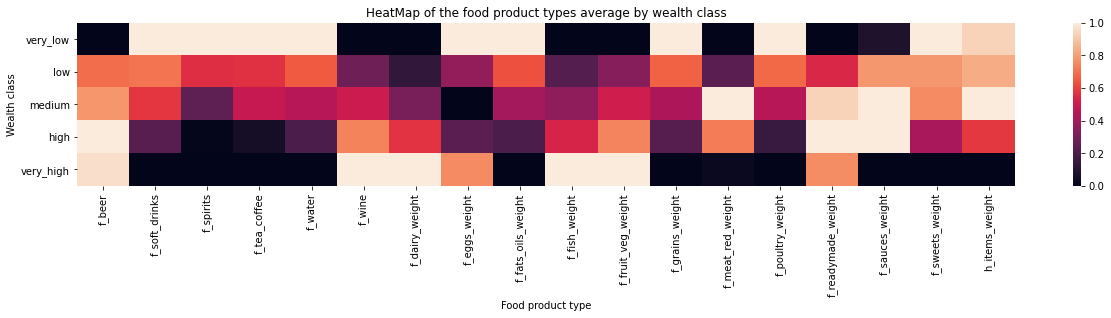 HeatMap of the food product types average by wealth class
Wealth class
very_low
low
medium
high
very_high
f_beer
f_soft_drinks
f_spirits
f_tea_coffee
f_water
f_wine
f_dairy_weight
f_eggs_weight
f_fats_oils_weight
f_fish_weight
f_fruit_veg_weight
f_grains_weight
f_meat_red_weight
f_poultry_weight
f_readymade_weight
f_sauces_weight
f_sweets_weight
h_items_weight
Food product type
1.0
0.8
0.6
0.4
0.2
0.0